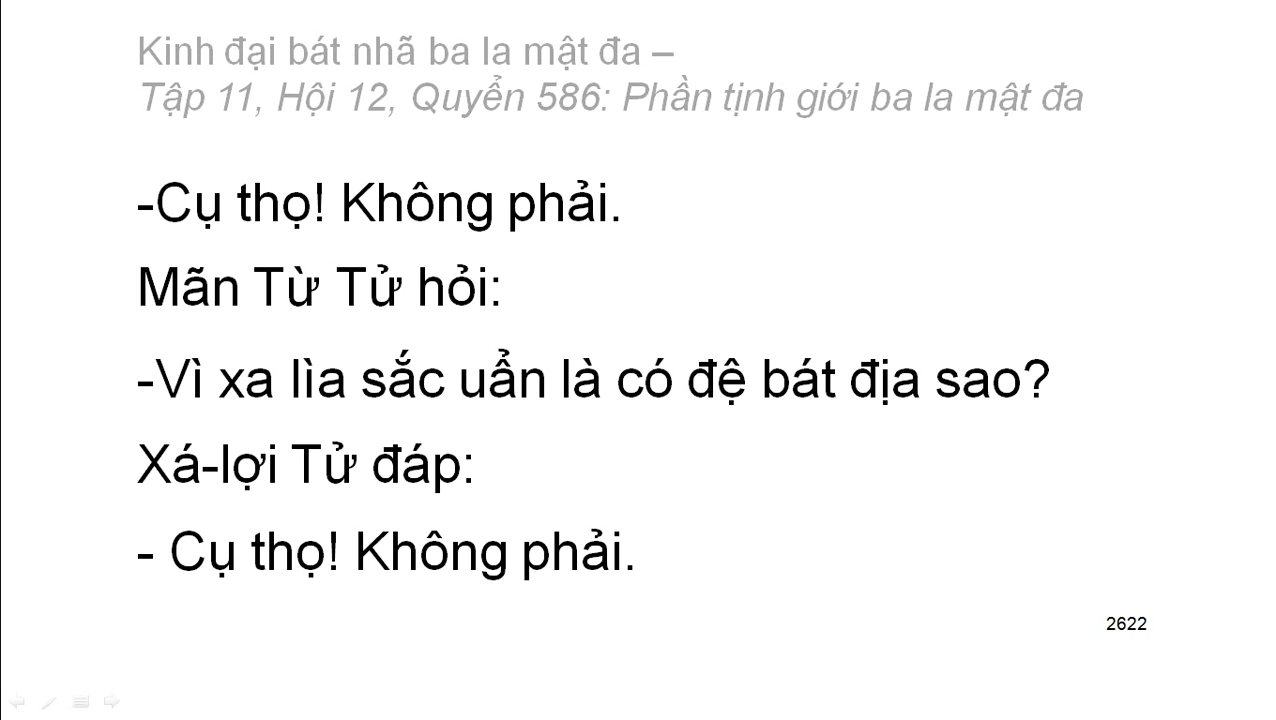 Kinh đại bát nhã ba la mật đa –
Tập 11, Hội 12, Quyển 586: Phần tịnh giới ba la mật đa
-Cụ thọ! Không phải.
Mãn Từ Tử hỏi:
-Vì xa lìa sắc uẩn là có đệ bát địa sao?
Xá-lợi Tử đáp:
- Cụ thọ! Không phải.
2622